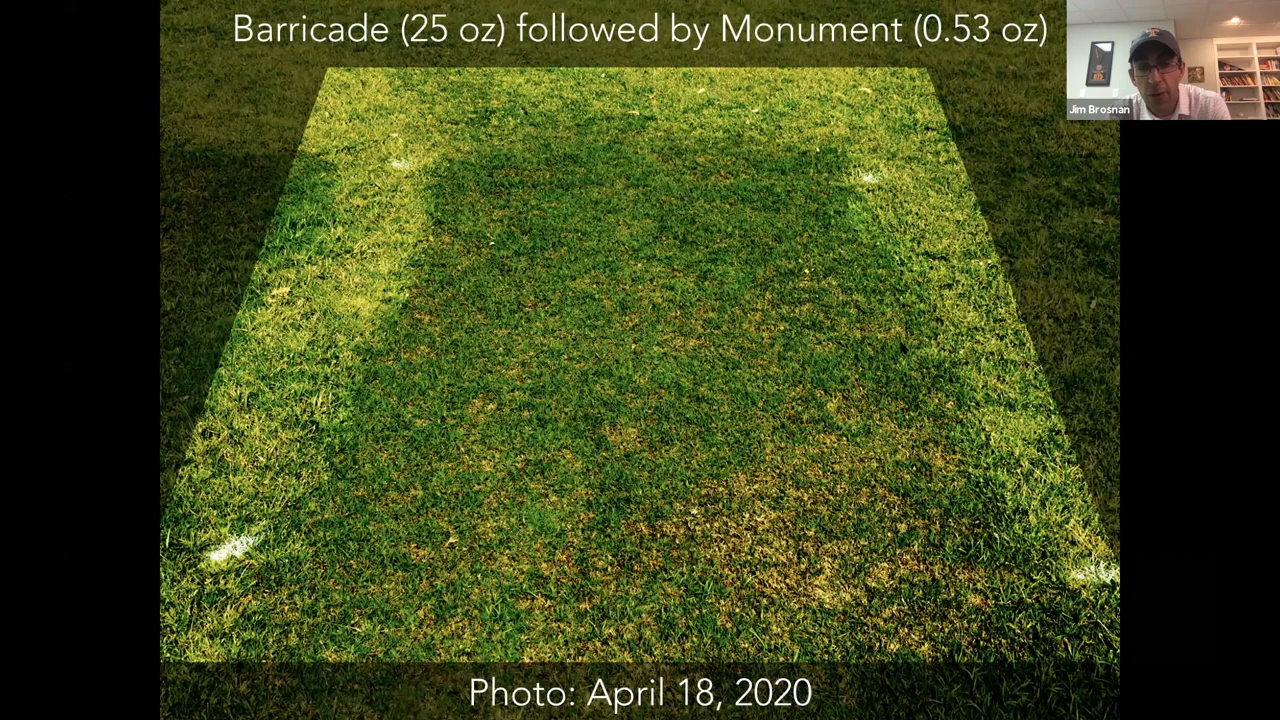 Barricade (25 oz) followed by Monument (0.53 oz)
Jim Brosnan
Photo: April 18, 2020